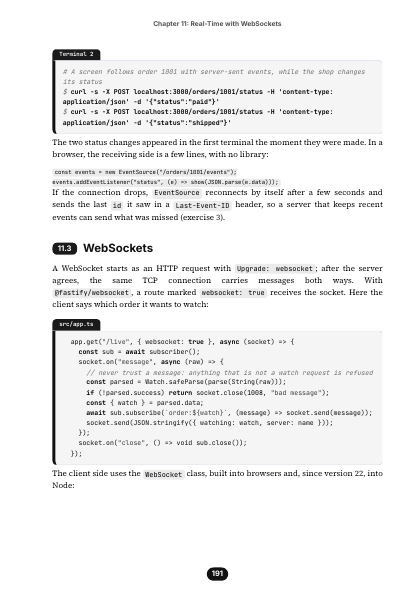 Chapter 11: Real-Time with WebSockets
Terminal 2
# A screen follows order 1001 with server-sent events, while the shop changes
its status
$ curl -s -X POST localhost:3000/orders/1001/status -H 'content-type:
application/json' -d '{"status":"paid"}'
$ curl -s -X POST localhost:3000/orders/1001/status -H 'content-type:
application/json' -d '{"status":"shipped"}'
The two status changes appeared in the first terminal the moment they were made. In a
browser, the receiving side is a few lines, with no library:
const events = new EventSource("/orders/1001/events");
events.addEventListener("status", (e) => show(JSON.parse(e.data)));
If the connection drops, EventSource reconnects by itself after a few seconds and
sends the last id it saw in a Last-Event-ID header, so a server that keeps recent
events can send what was missed (exercise 3).
11.3 WebSockets
A WebSocket starts as an HTTP request with Upgrade: websocket; after the server
agrees, the same TCP connection carries messages both ways. With
@fastify/websocket, a route marked websocket: true receives the socket. Here the
client says which order it wants to watch:
src/app.ts
app.get("/live", { websocket: true }, async (socket) => {
  const sub = await subscriber();
  socket.on("message", async (raw) => {
    // never trust a message: anything that is not a watch request is refused
    const parsed = Watch.safeParse(parse(String(raw)));
    if (!parsed.success) return socket.close(1008, "bad message");
    const { watch } = parsed.data;
    await sub.subscribe(`order:${watch}`, (message) => socket.send(message));
    socket.send(JSON.stringify({ watching: watch, server: name }));
  });
  socket.on("close", () => void sub.close());
});
The client side uses the WebSocket class, built into browsers and, since version 22, into
Node:
191